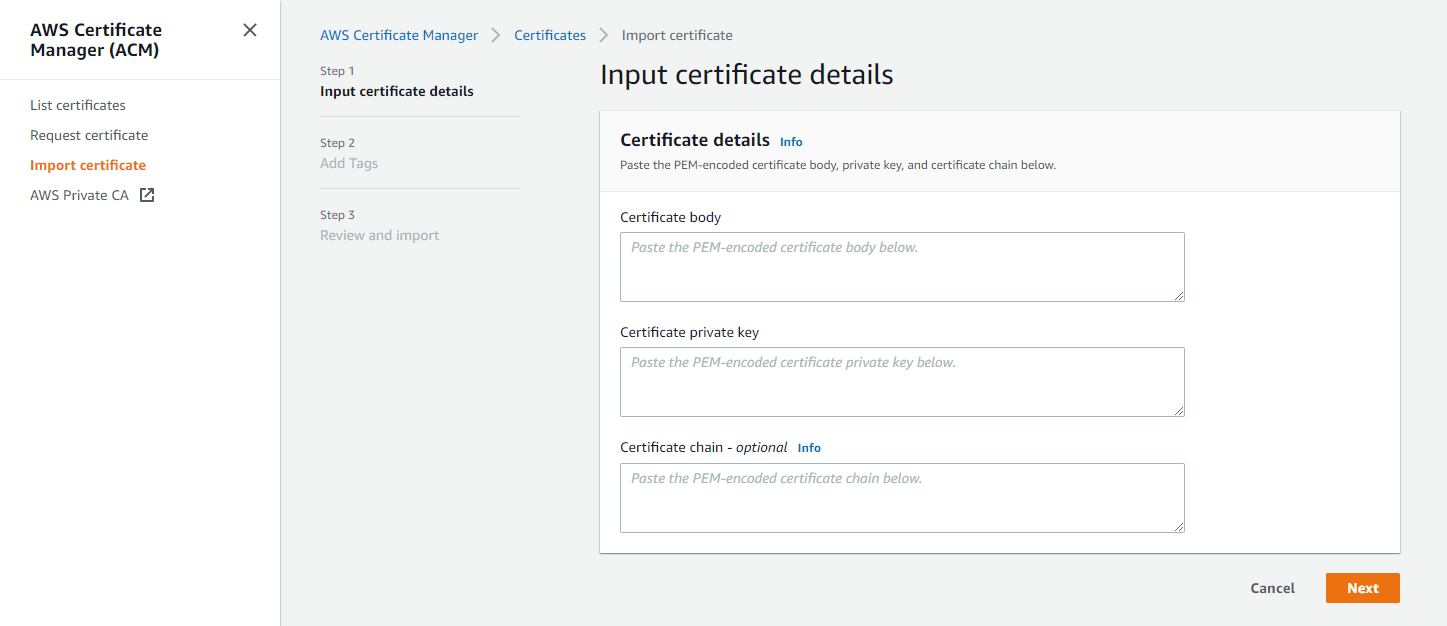 AWS Certificate
Manager (ACM)
List certificates
Request certificate
Import certificate
AWS Private CA
AWS Certificate Manager > Certificates > Import certificate
Step 1
Input certificate details
Step 2
Add Tags
Step 3
Review and import
Input certificate details
Certificate details Info
Paste the PEM-encoded certificate body, private key, and certificate chain below.
Certificate body
Paste the PEM-encoded certificate body below.
Certificate private key
Paste the PEM-encoded certificate private key below.
Certificate chain - optional Info
Paste the PEM-encoded certificate chain below.
Cancel Next